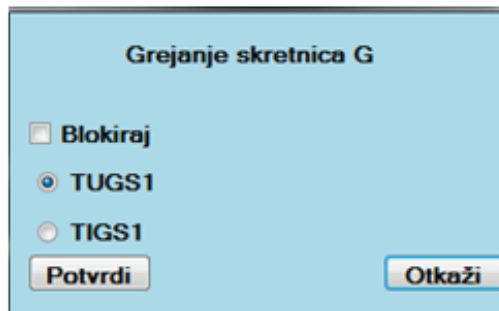 Grejanje skretnica G
Blokiraj
TUGS1
TIGS1
Potvrdi Otkaži